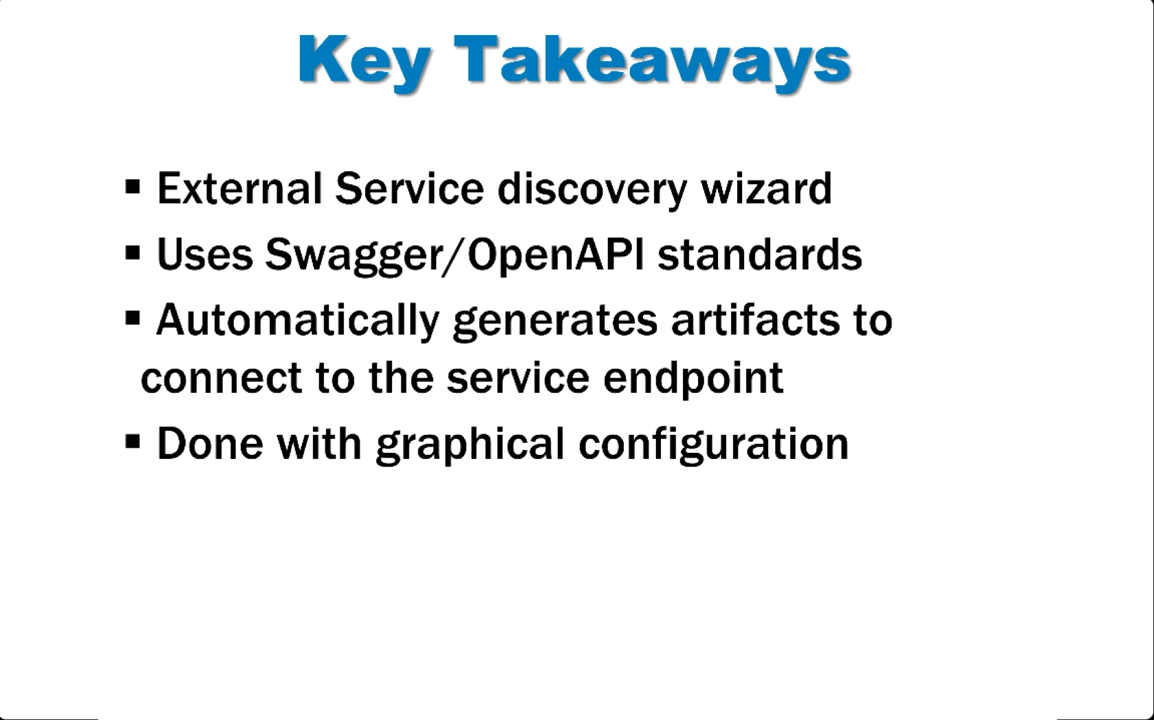 Key Takeaways
▪ External Service discovery wizard
▪ Uses Swagger/OpenAPI standards
▪ Automatically generates artifacts to
connect to the service endpoint
▪ Done with graphical configuration